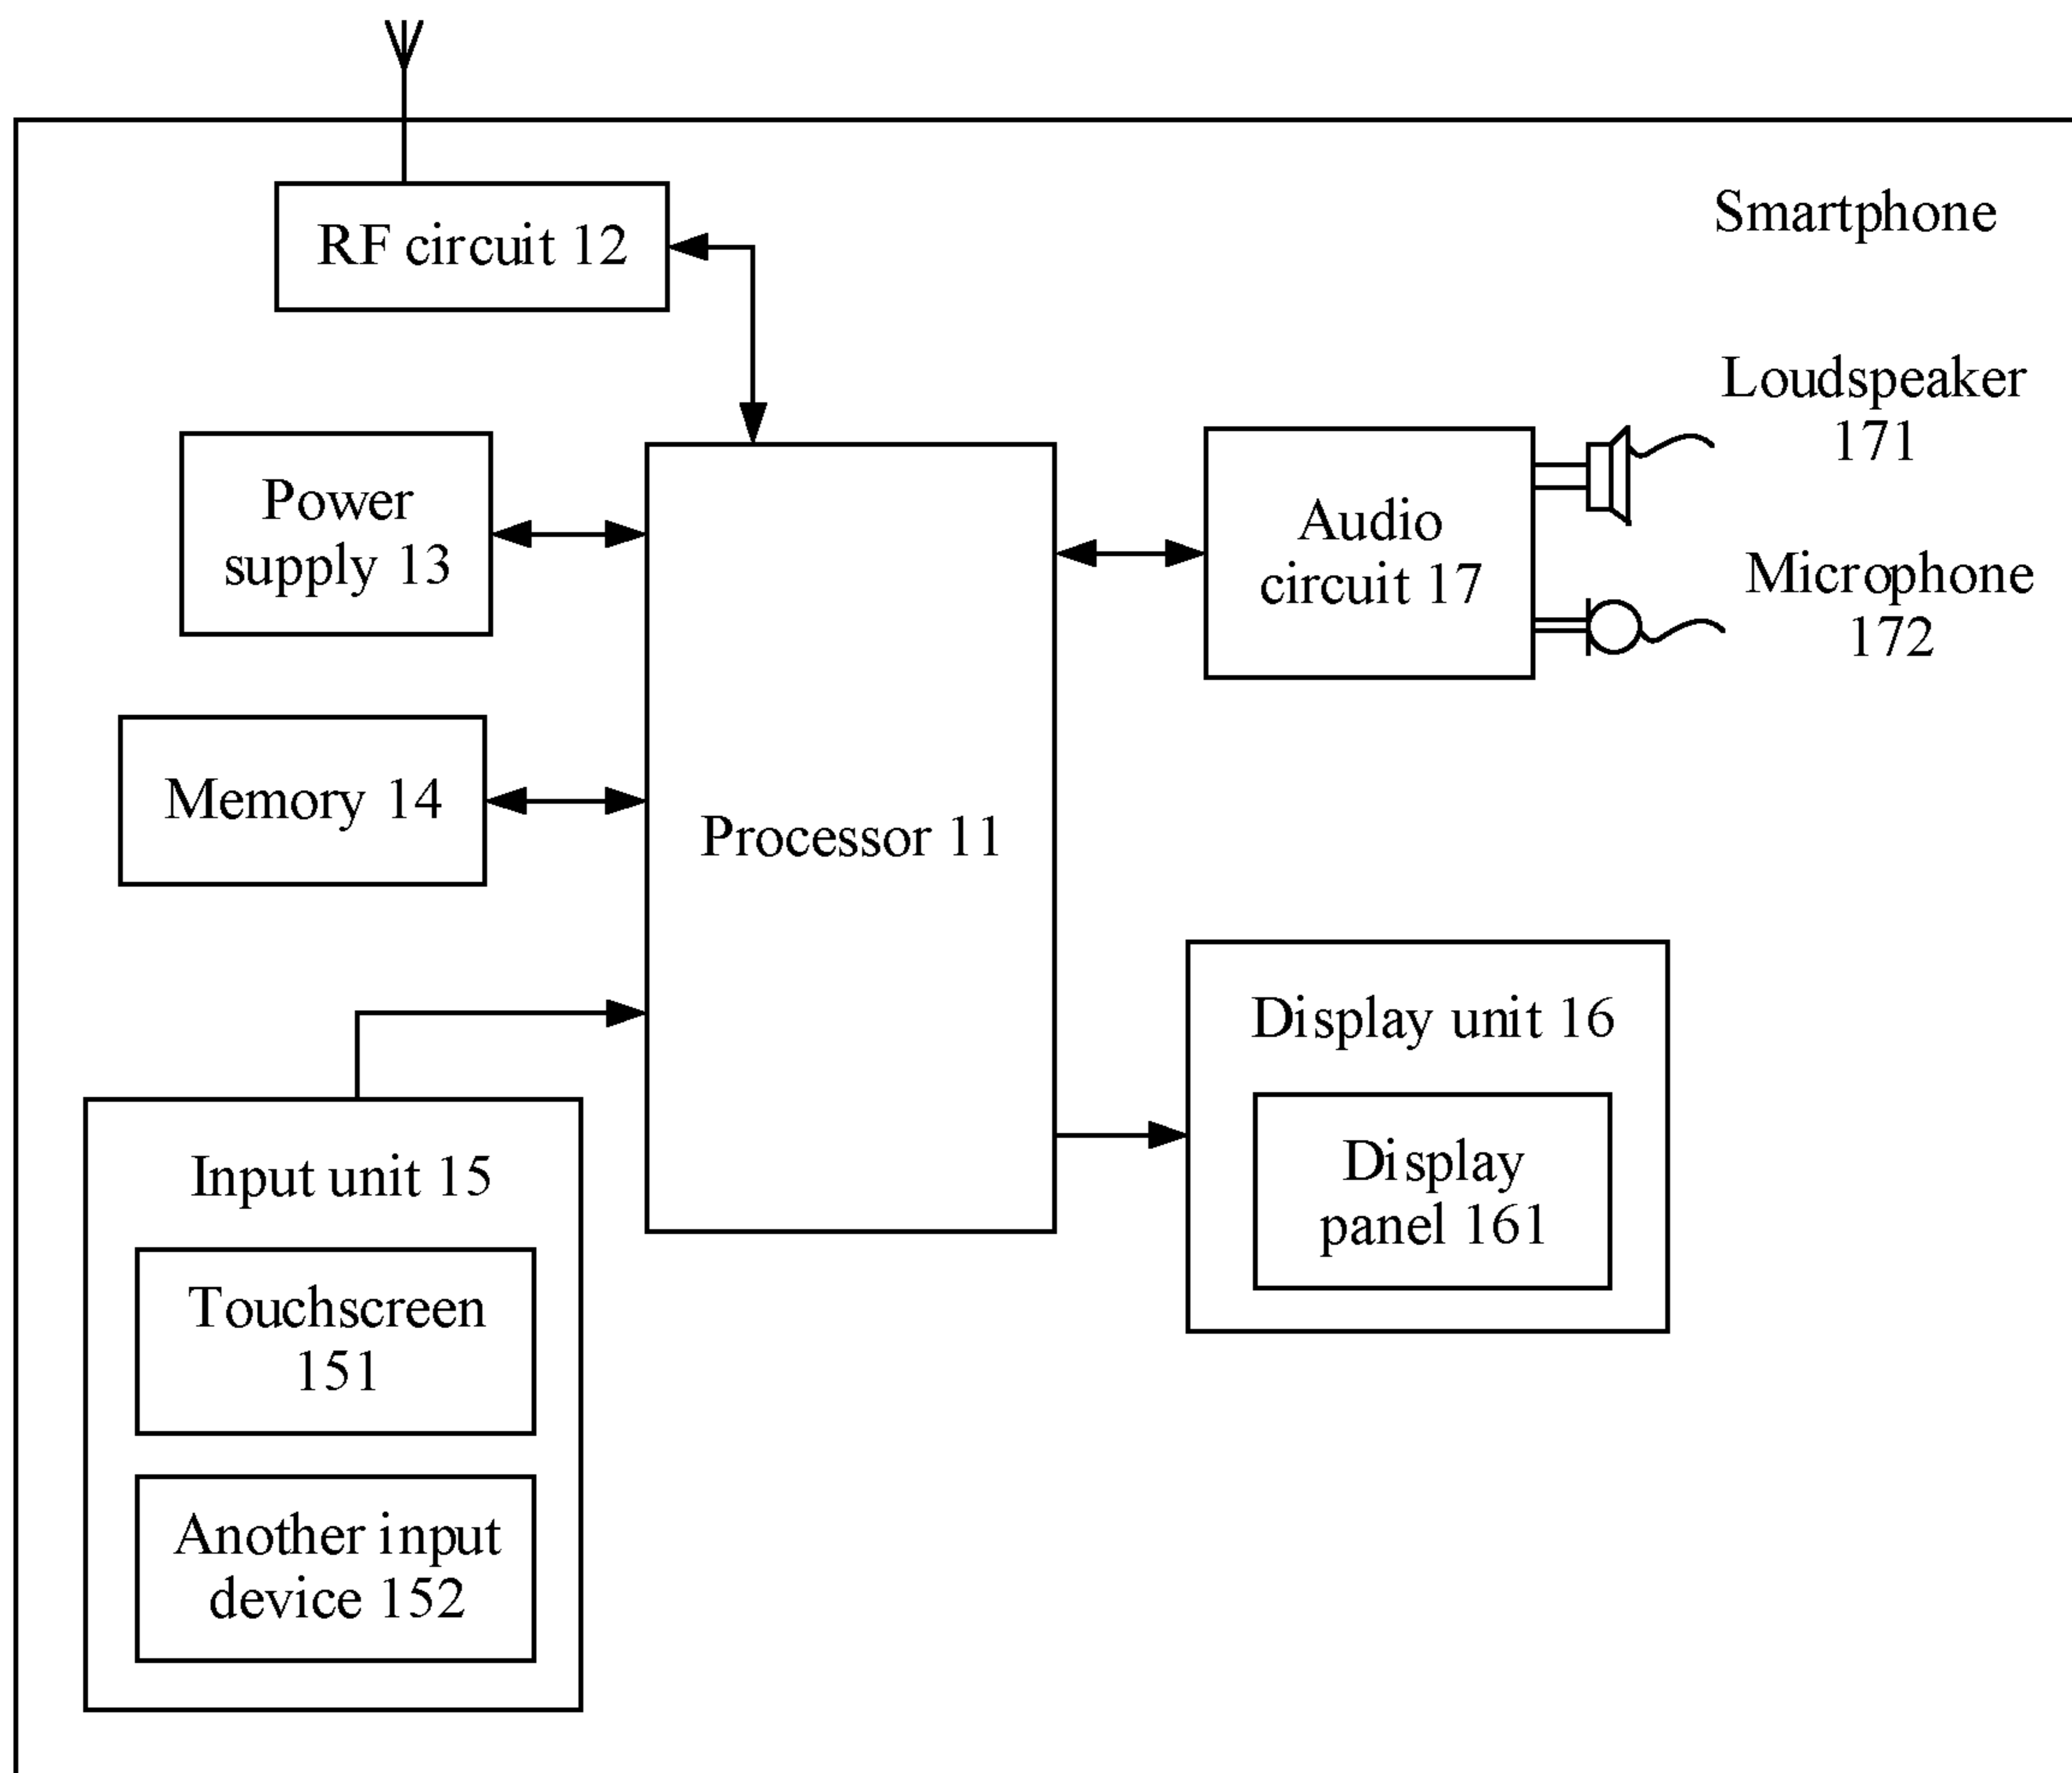 RF circuit 12
Smartphone
Loudspeaker
171
Power
supply 13
Audio
circuit 17
Microphone
172
Memory 14
Processor 11
Display unit 16
Display
panel 161
Input unit 15
Touchscreen
151
Another input
device 152